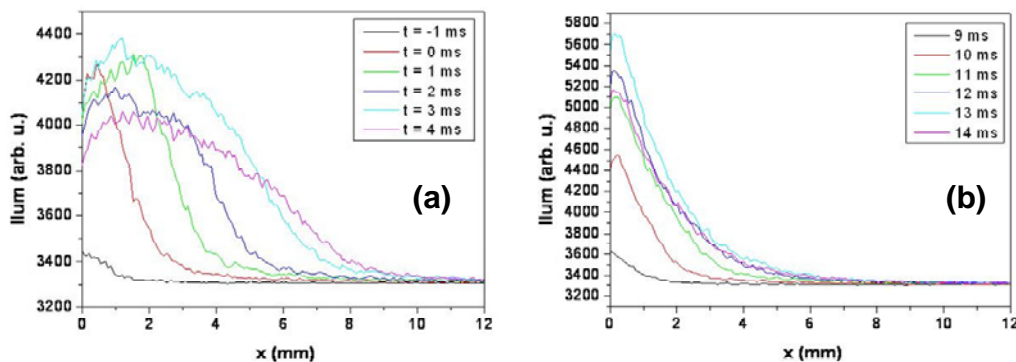 4400
4200
4000
3800
3600
3400
3200
Ilum (arb. u.)
0 2 4 6 8 10 12
x (mm)
t = -1 ms
t = 0 ms
t = 1 ms
t = 2 ms
t = 3 ms
t = 4 ms
(a)
5800
5600
5400
5200
5000
4800
4600
4400
4200
4000
3800
3600
3400
3200
Ilum (arb. u.)
0 2 4 6 8 10 12
x (mm)
9 ms
10 ms
11 ms
12 ms
13 ms
14 ms
(b)